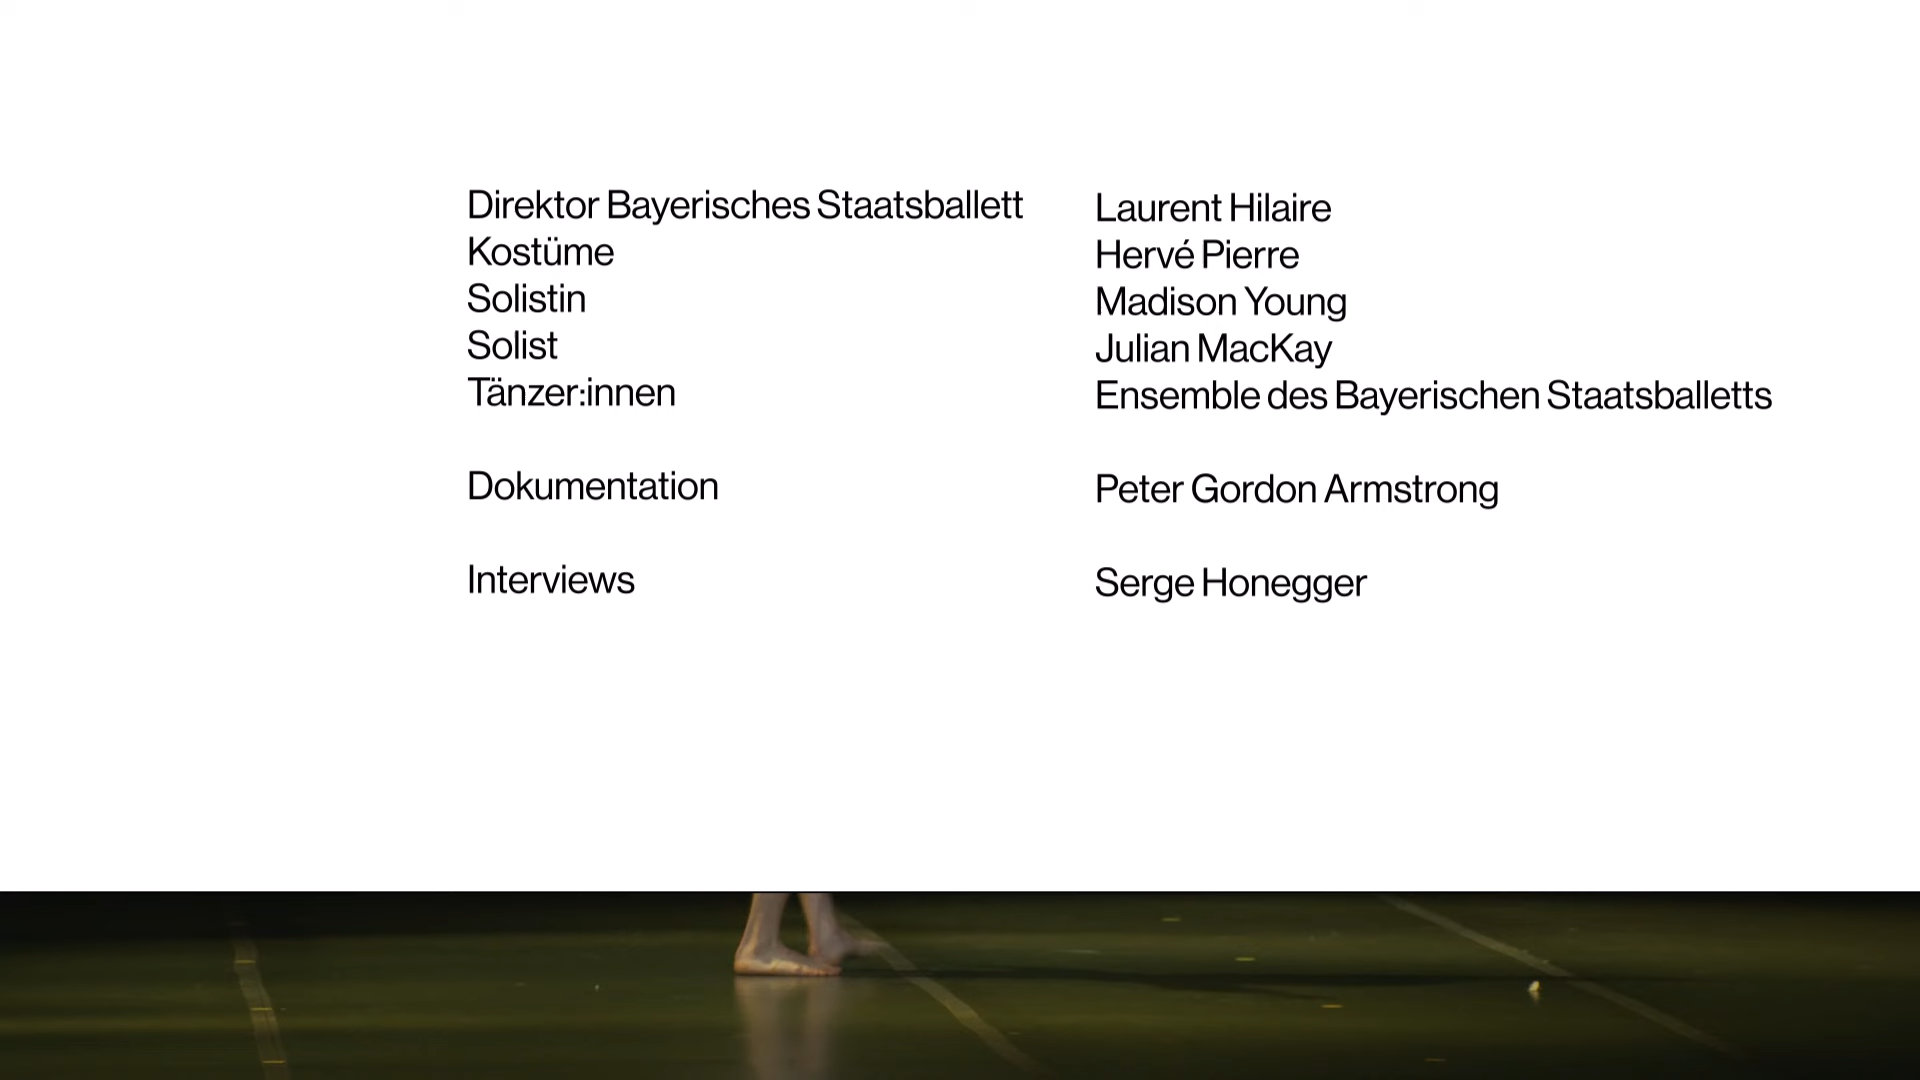 Direktor Bayerisches Staatsballett Laurent Hilaire
Kostüme Hervé Pierre
Solistin Madison Young
Solist Julian MacKay
Tänzer:innen Ensemble des Bayerischen Staatsballetts
Dokumentation Peter Gordon Armstrong
Interviews Serge Honegger